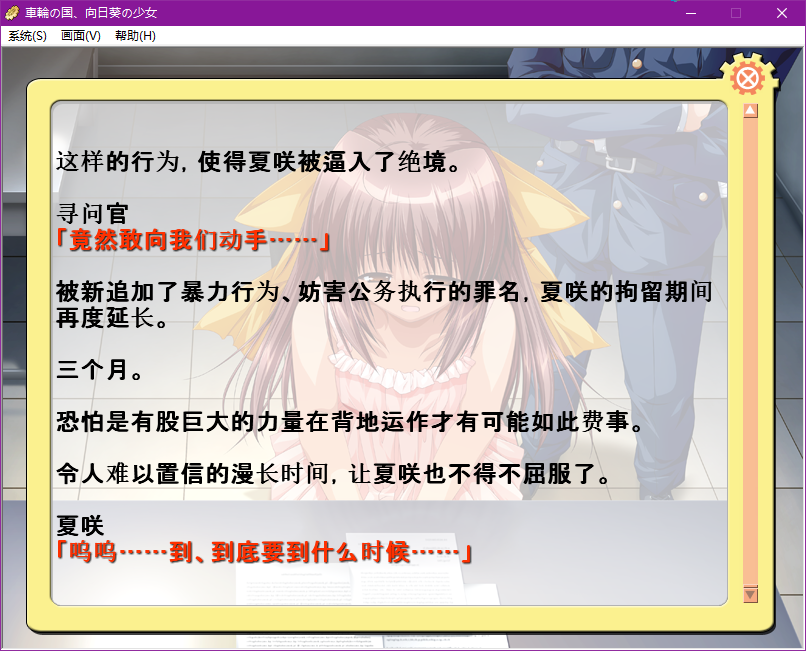 車輪の国、向日葵の少女
系统(S) 画面(V) 帮助(H)
这样的行为, 使得夏咲被逼入了绝境。
寻问官
「竟然敢向我们动手……」
被新追加了暴力行为、妨害公务执行的罪名, 夏咲的拘留期间
再度延长。
三个月。
恐怕是有股巨大的力量在背地运作才有可能如此费事。
令人难以置信的漫长时间, 让夏咲也不得不屈服了。
夏咲
「呜呜……到、到底要到什么时候……」